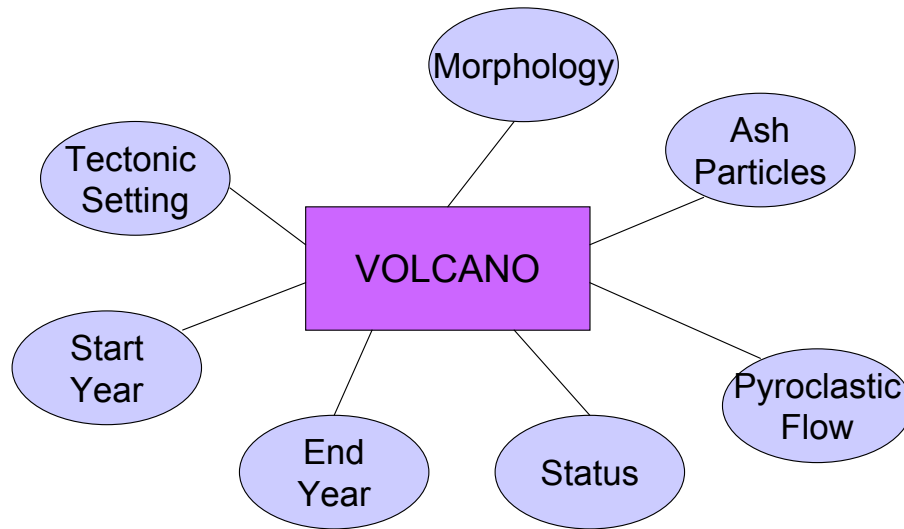 Morphology
Ash
Particles
Tectonic
Setting
VOLCANO
Start
Year
Pyroclastic
Flow
End
Year
Status